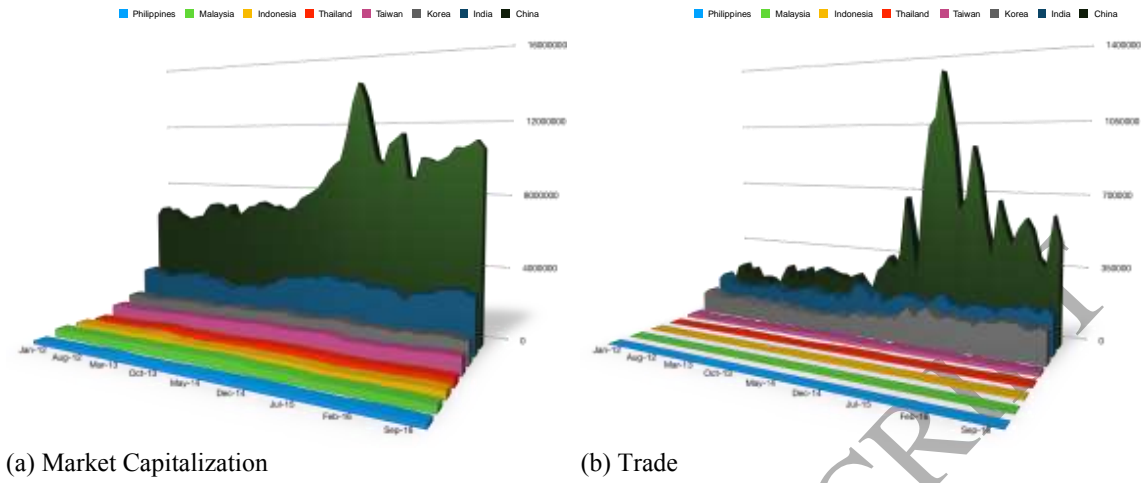 Philippines Malaysia Indonesia Thailand Taiwan Korea India China
16000000
12000000
8000000
4000000
0
Jan-12
Aug-12
Mar-13
Oct-13
May-14
Dec-14
Jul-15
Feb-16
Sep-16
(a) Market Capitalization
Philippines Malaysia Indonesia Thailand Taiwan Korea India China
1400000
1050000
700000
350000
0
Jan-12
Aug-12
Mar-13
Oct-13
May-14
Dec-14
Jul-15
Feb-16
Sep-16
(b) Trade